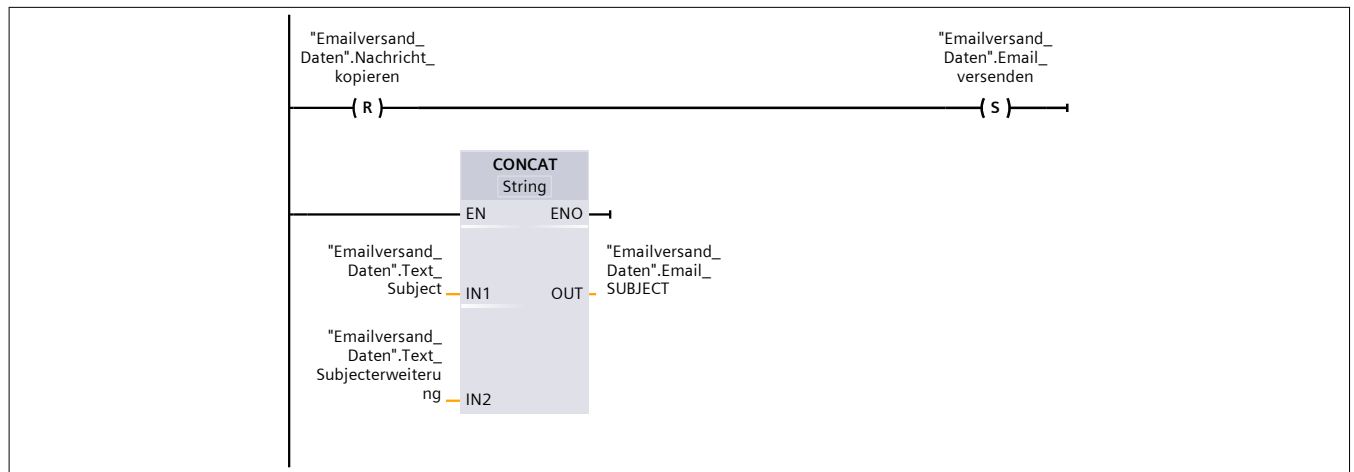 "Emailversand_
Daten".Nachricht_
kopieren
"Emailversand_
Daten".Email_
versenden
R
S
CONCAT
String
EN
ENO
"Emailversand_
Daten".Text_
Subject
IN1
OUT
"Emailversand_
Daten".Email_
SUBJECT
"Emailversand_
Daten".Text_
Subjecterweiteru
ng
IN2